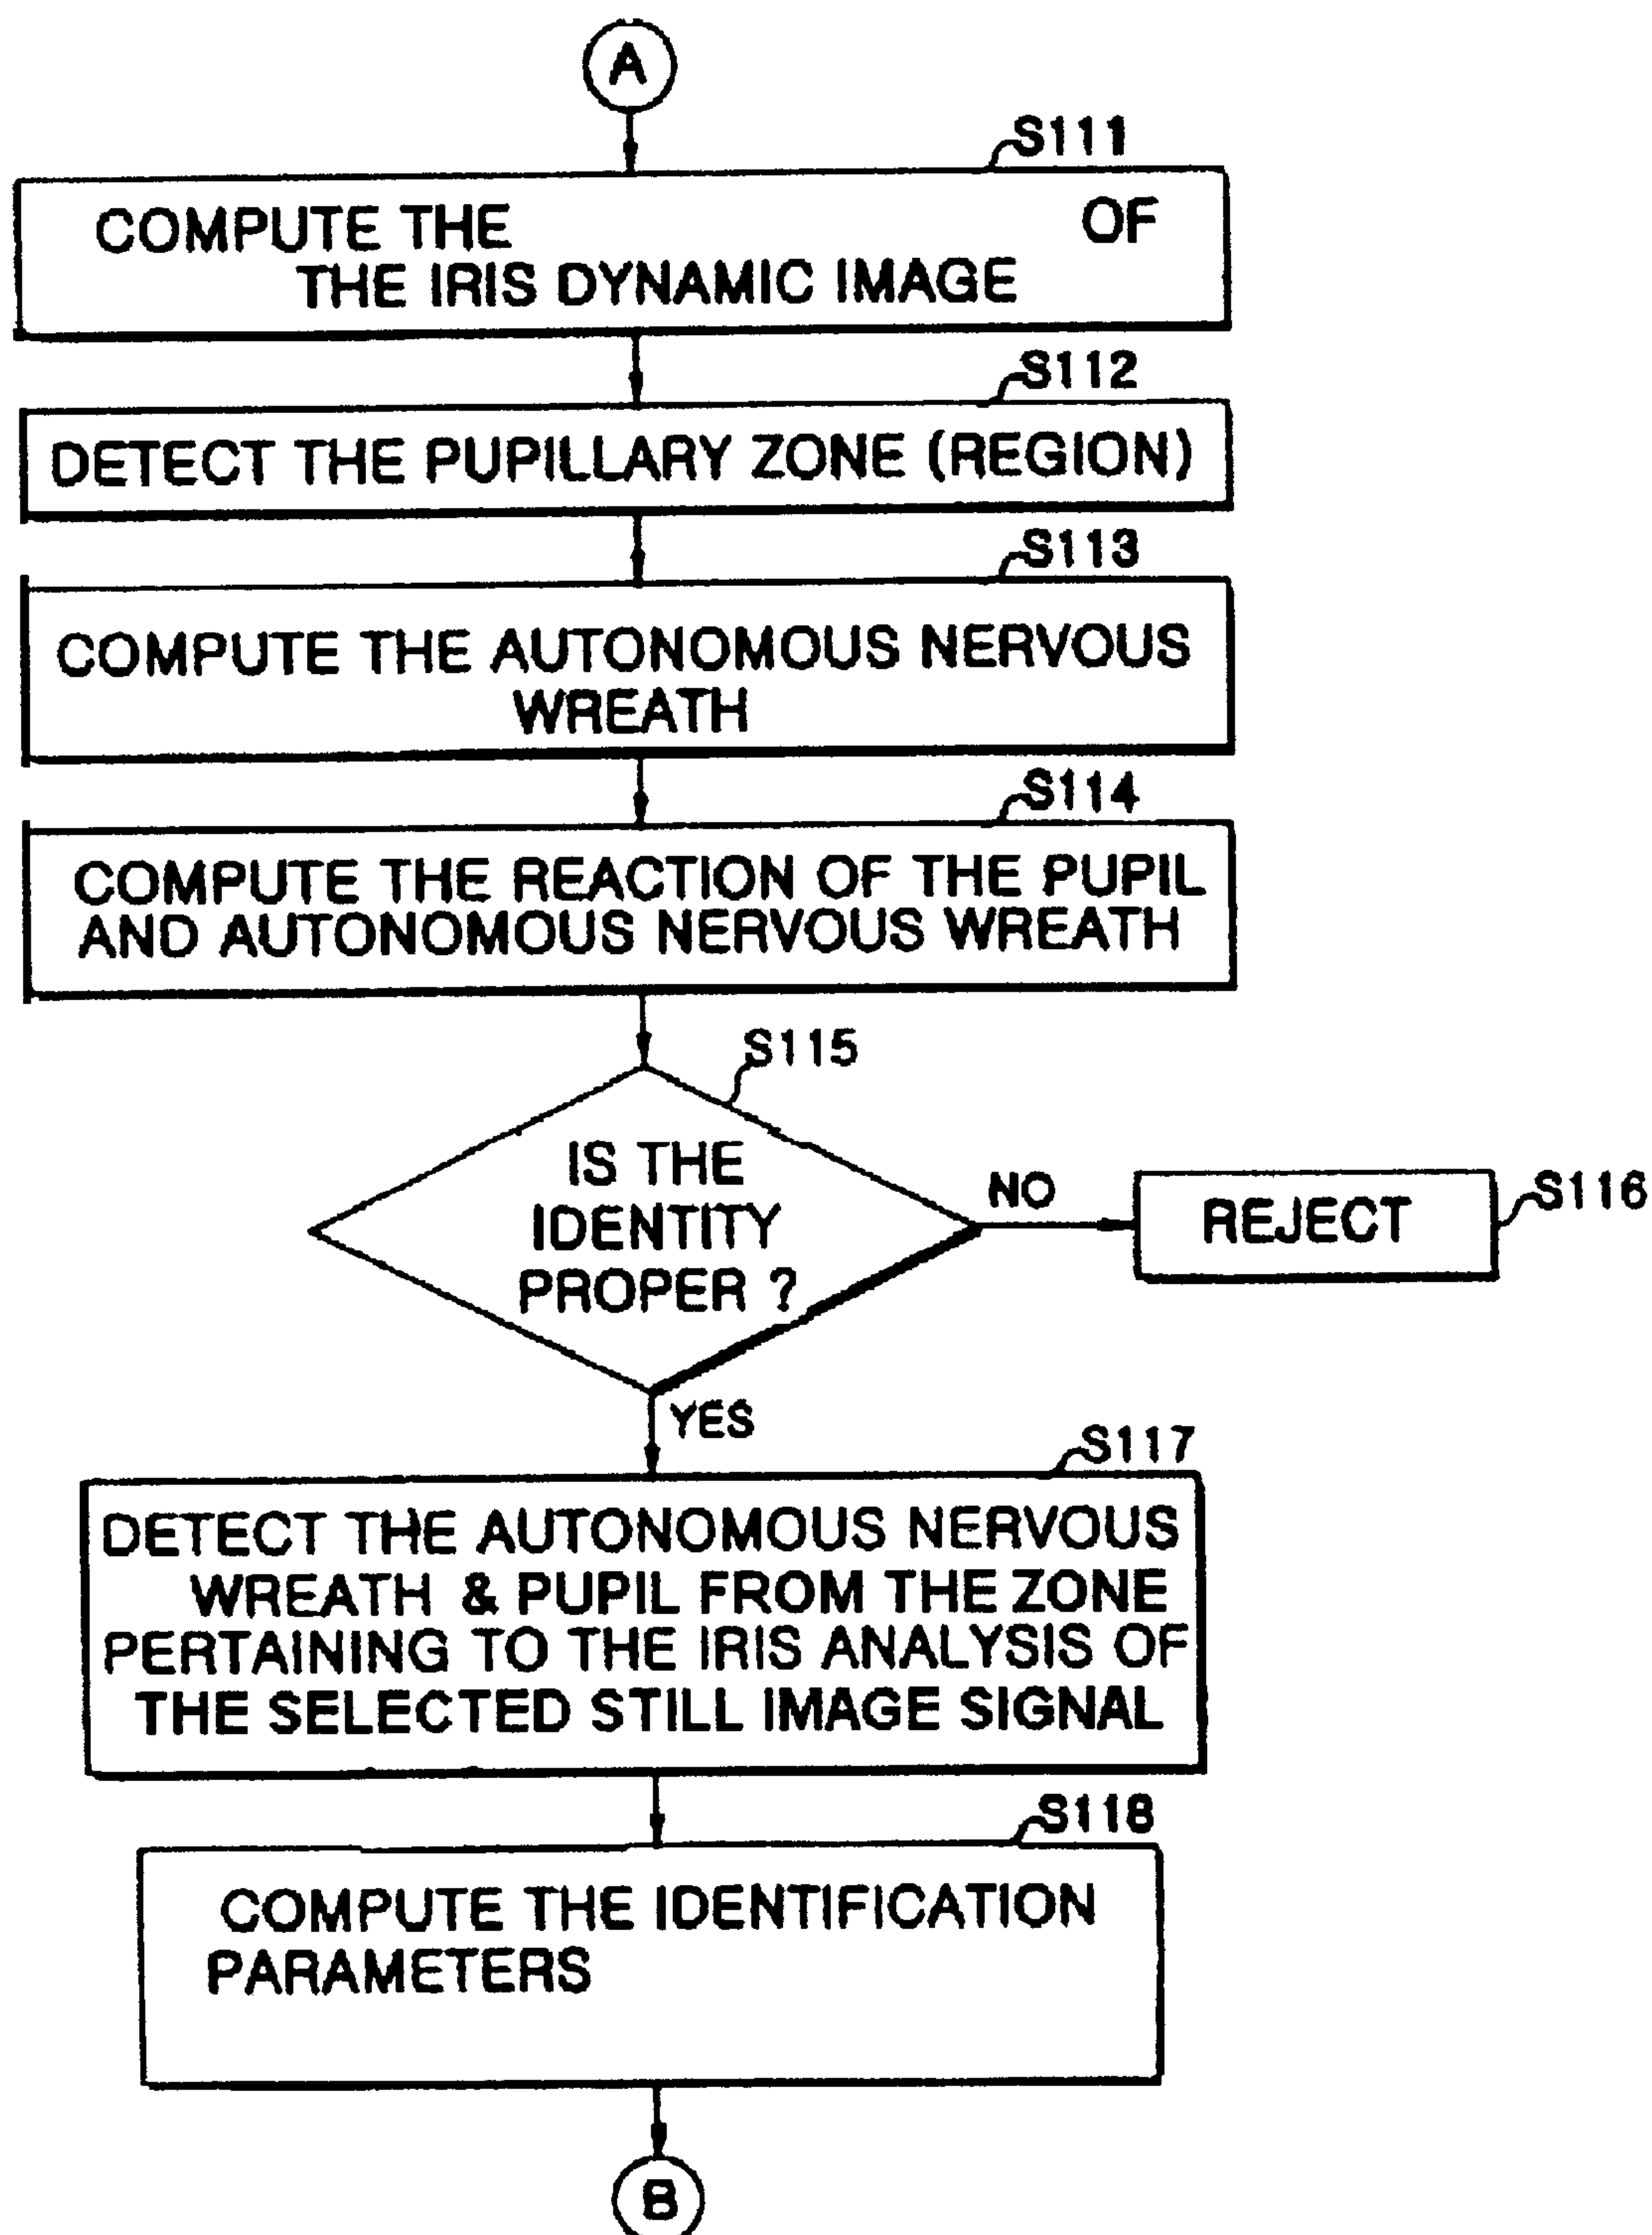 A
S111
COMPUTE THE OF
THE IRIS DYNAMIC IMAGE
S112
DETECT THE PUPILLARY ZONE (REGION)
S113
COMPUTE THE AUTONOMOUS NERVOUS
WREATH
S114
COMPUTE THE REACTION OF THE PUPIL
AND AUTONOMOUS NERVOUS WREATH
S115
IS THE
IDENTITY
PROPER ?
NO
REJECT
S116
YES
S117
DETECT THE AUTONOMOUS NERVOUS
WREATH & PUPIL FROM THE ZONE
PERTAINING TO THE IRIS ANALYSIS OF
THE SELECTED STILL IMAGE SIGNAL
S118
COMPUTE THE IDENTIFICATION
PARAMETERS
B